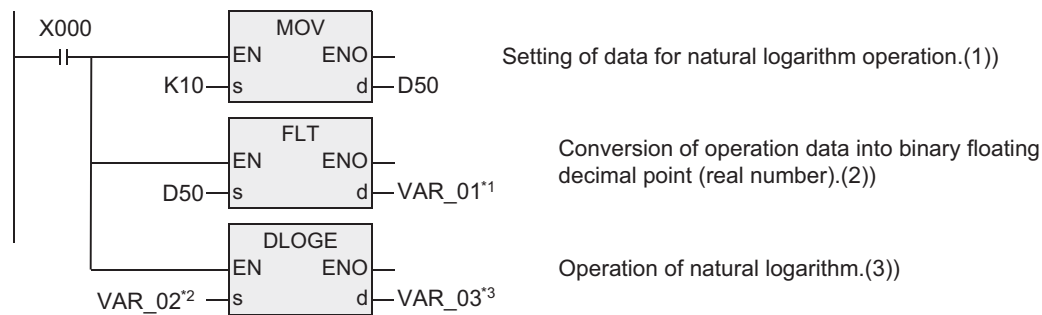 X000
MOV
EN ENO
K10 s d D50
Setting of data for natural logarithm operation.(1))
FLT
EN ENO
D50 s d VAR_01*1
Conversion of operation data into binary floating
decimal point (real number).(2))
DLOGE
EN ENO
VAR_02*2 s d VAR_03*3
Operation of natural logarithm.(3))